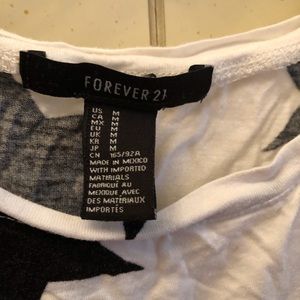 FOREVER 21
US M
CA M
MX M
EU M
UK M
KR M
JP M
CN 165/92A
MADE IN MEXICO
WITH IMPORTED
MATERIALS
FABRIQUÉ AU
MEXIQUE AVEC
DES MATERIAUX
IMPORTÉS